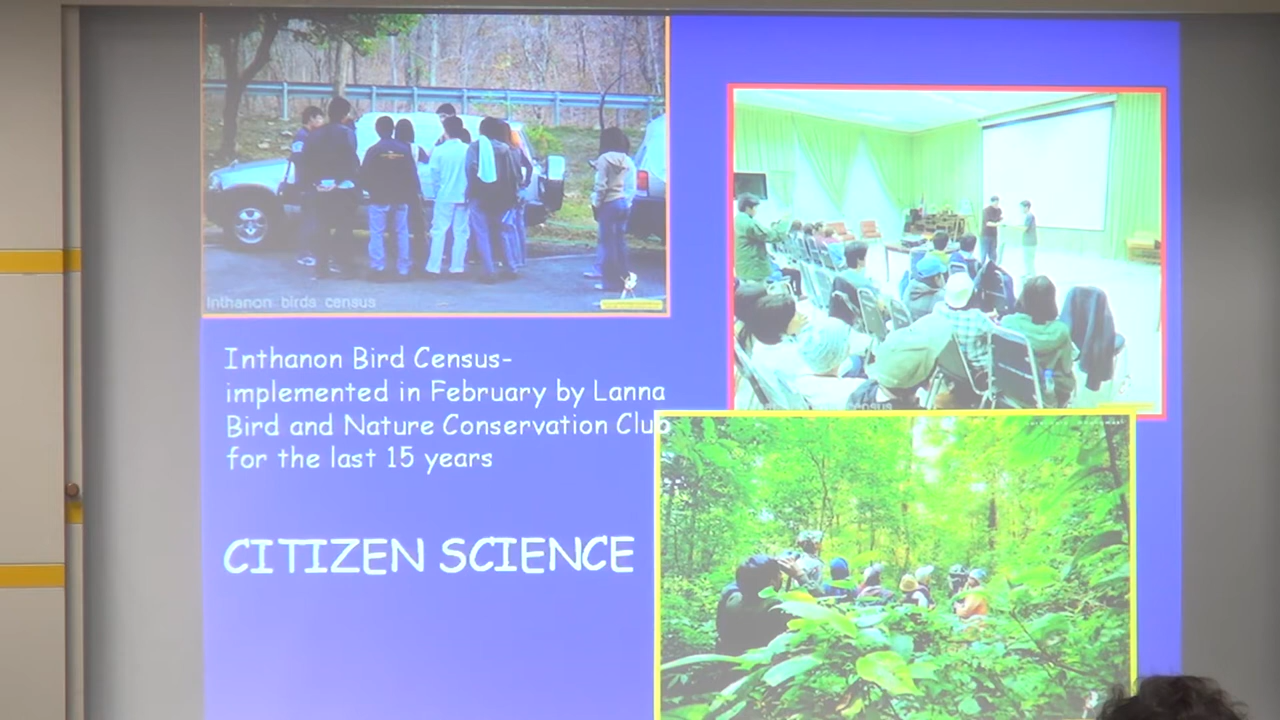 Inthanon birds census
Inthanon Bird Census-
implemented in February by Lanna
Bird and Nature Conservation Club
for the last 15 years
CITIZEN SCIENCE
census